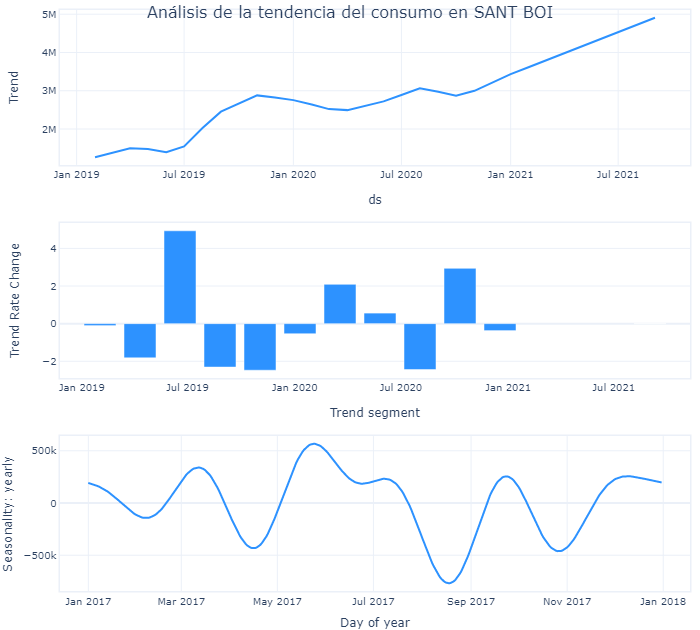 Análisis de la tendencia del consumo en SANT BOI
5M
4M
3M
2M
Trend
Jan 2019 Jul 2019 Jan 2020 Jul 2020 Jan 2021 Jul 2021
ds
4
2
0
−2
Trend Rate Change
Jan 2019 Jul 2019 Jan 2020 Jul 2020 Jan 2021 Jul 2021
Trend segment
500k
0
−500k
Seasonality: yearly
Jan 2017 Mar 2017 May 2017 Jul 2017 Sep 2017 Nov 2017 Jan 2018
Day of year